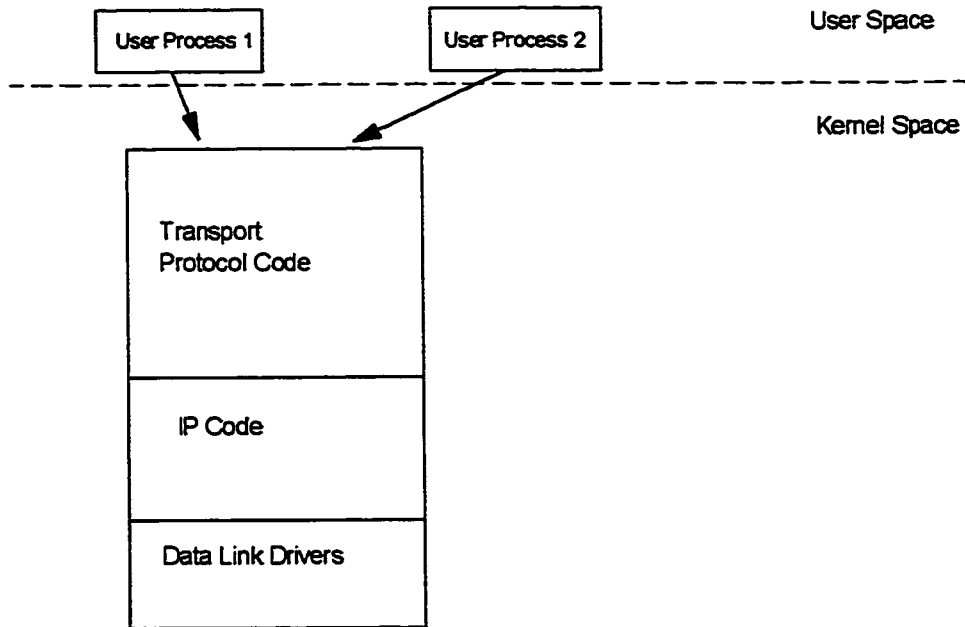 User Space
User Process 1
User Process 2
Kernel Space
Transport
Protocol Code
IP Code
Data Link Drivers